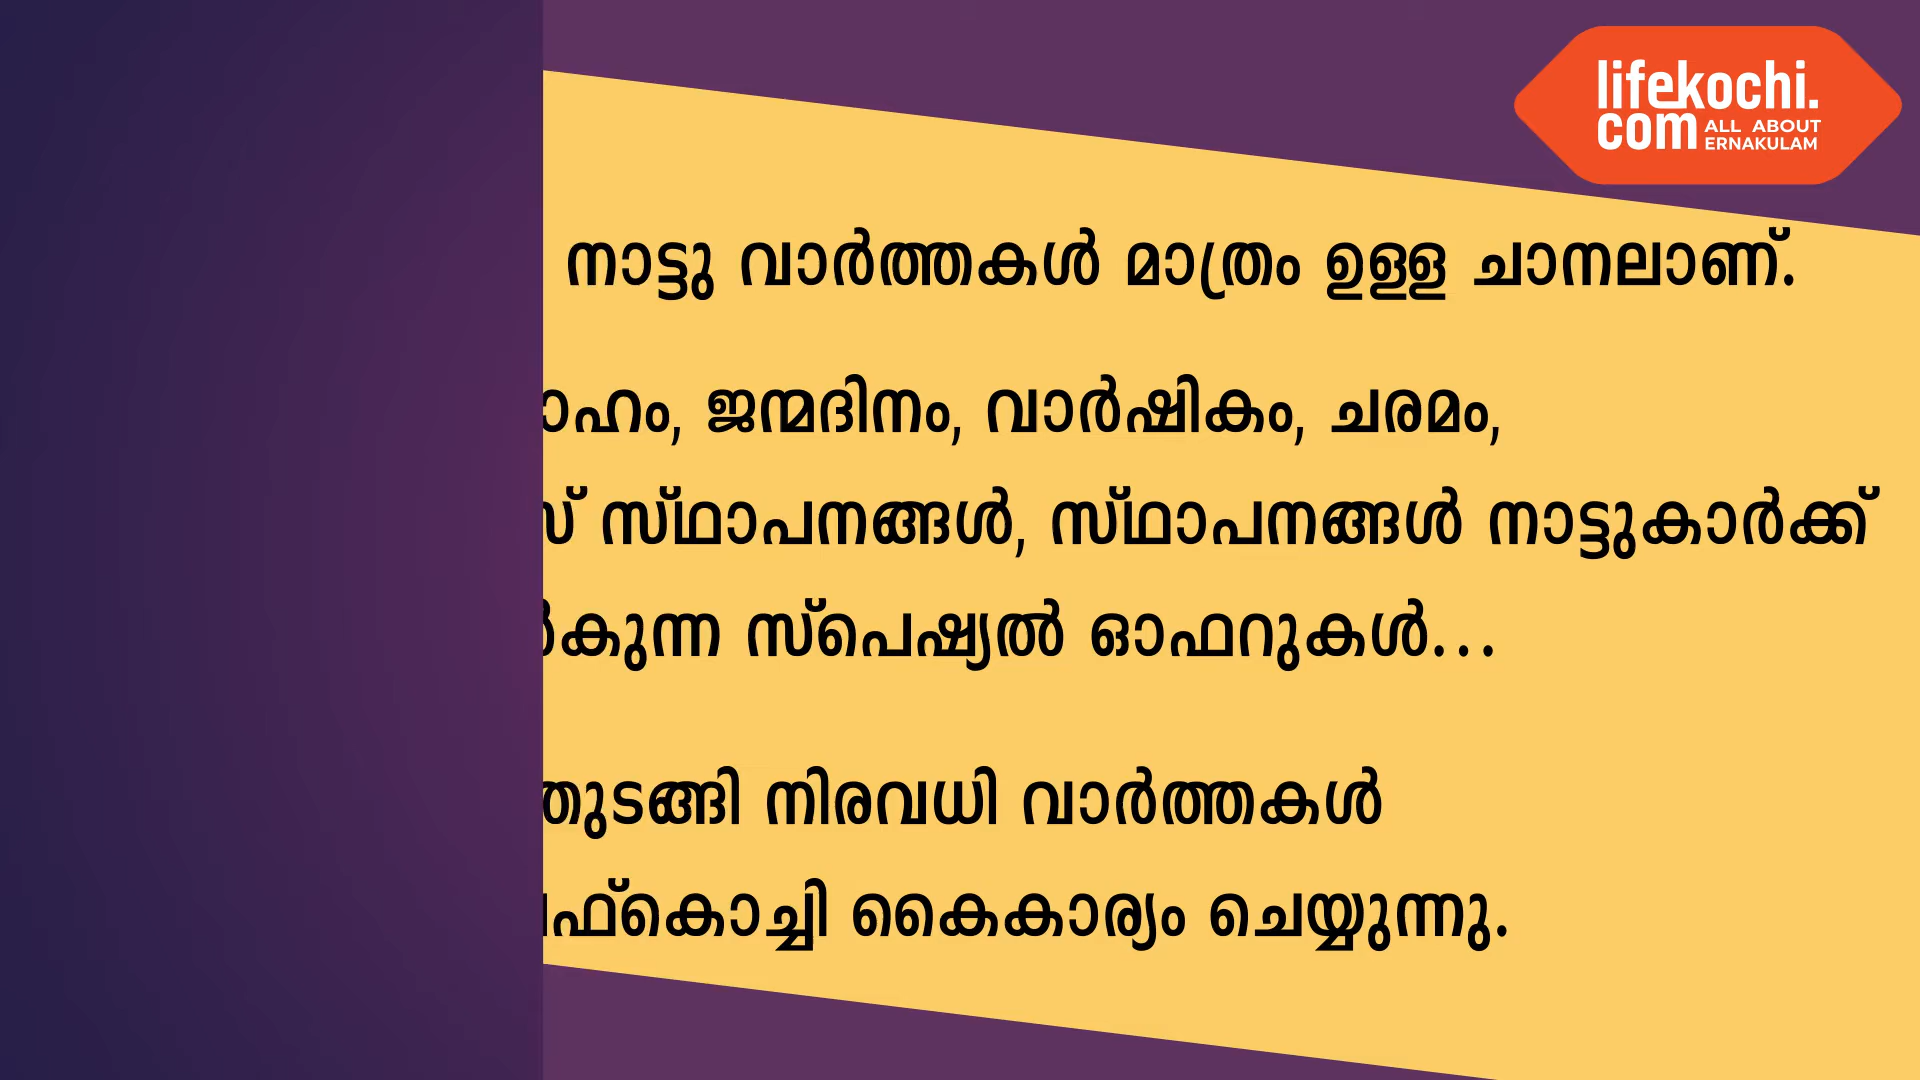 lifekochi.
com ALL ABOUT
ERNAKULAM
നാട്ടു വാർത്തകൾ മാത്രം ഉള്ള ചാനലാണ്.
ാഹം, ജന്മദിനം, വാർഷികം, ചരമം,
സ് സ്ഥാപനങ്ങൾ, സ്ഥാപനങ്ങൾ നാട്ടുകാർക്ക്
കുന്ന സ്പെഷ്യൽ ഓഫറുകൾ...
തുടങ്ങി നിരവധി വാർത്തകൾ
ഫ്കൊച്ചി കൈകാര്യം ചെയ്യുന്നു.